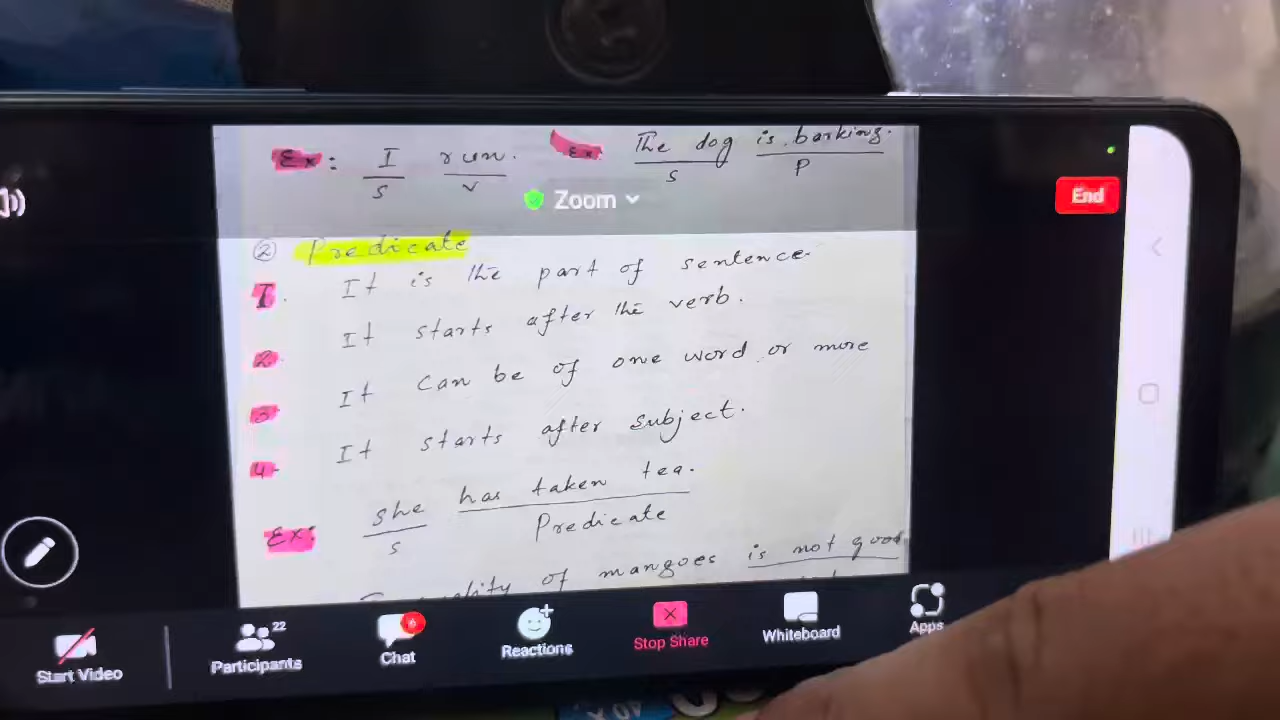 Ex: I run. Ex The dog is barking.
S V S P
Zoom
End
② Predicate
1. It is the part of sentence.
2. It starts after the verb.
3. It can be of one word or more
4. It starts after subject.
Ex: She has taken tea.
S Predicate
of mangoes is not good
Start Video
22
Participants
6
Chat
Reactions
Stop Share
Whiteboard
Apps